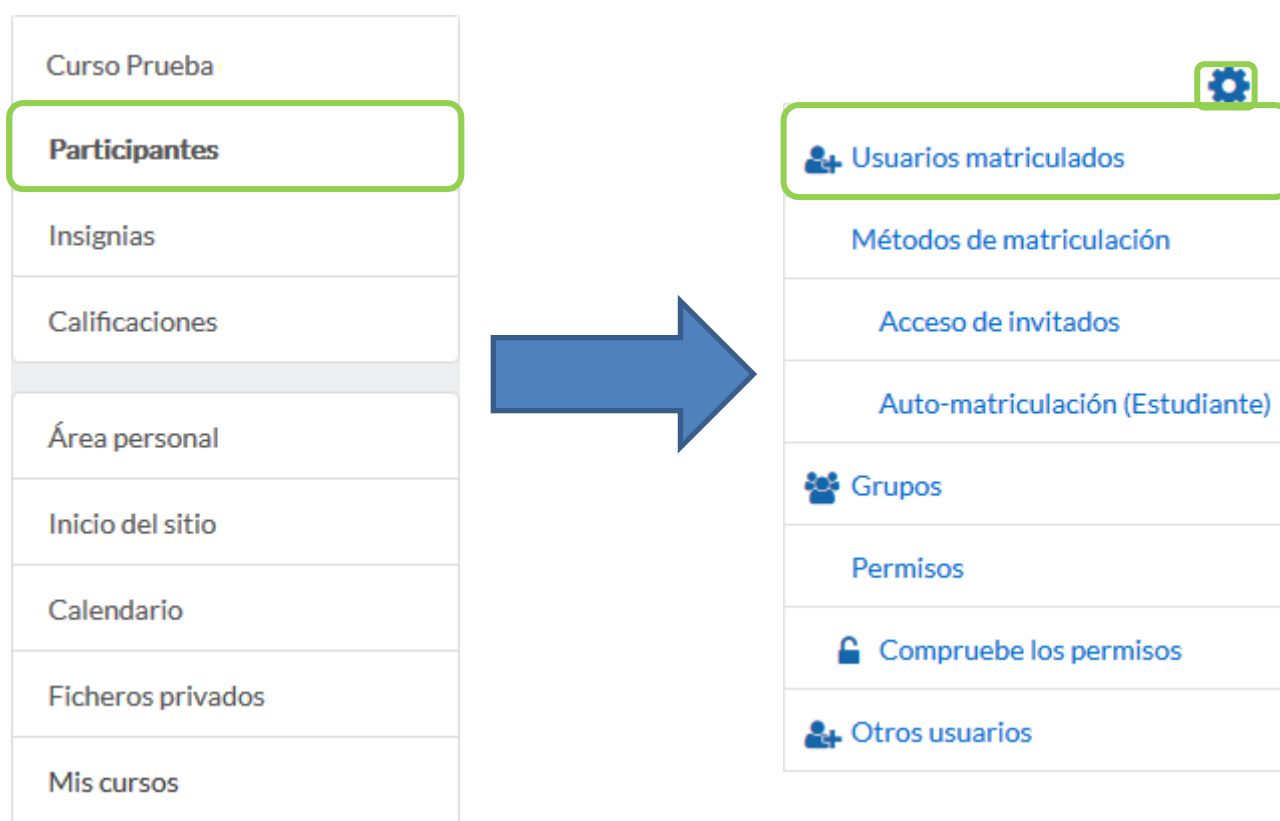 Curso Prueba
Participantes
Insignias
Calificaciones
Área personal
Inicio del sitio
Calendario
Ficheros privados
Mis cursos
Usuarios matriculados
Métodos de matriculación
Acceso de invitados
Auto-matriculación (Estudiante)
Grupos
Permisos
Compruebe los permisos
Otros usuarios